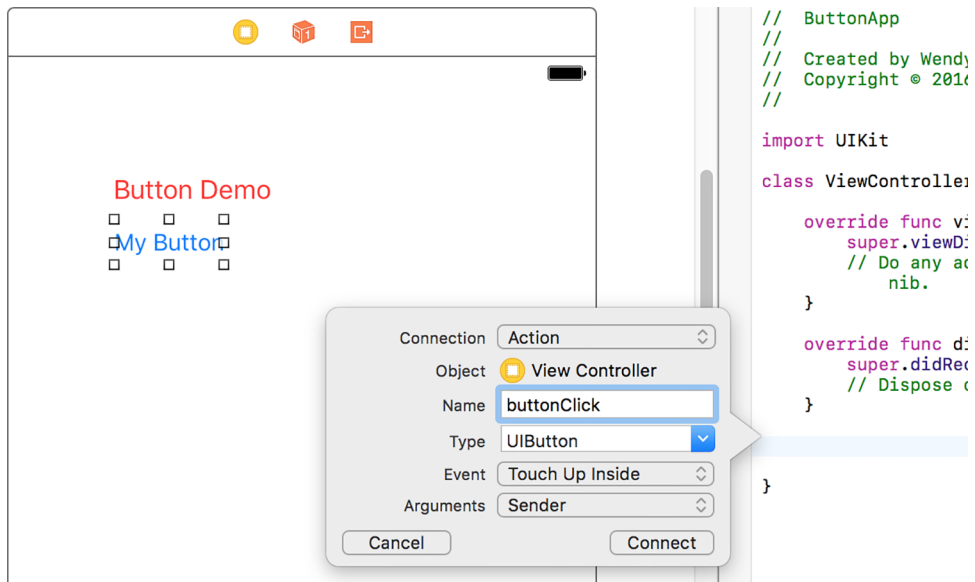 Button Demo
My Button
Connection Action
Object View Controller
Name buttonClick
Type UIButton
Event Touch Up Inside
Arguments Sender
Cancel Connect
// ButtonApp
//
// Created by Wendy
// Copyright © 2016
//
import UIKit
class ViewController
override func vi
super.viewDi
// Do any ad
nib.
}
override func di
super.didRec
// Dispose o
}
}